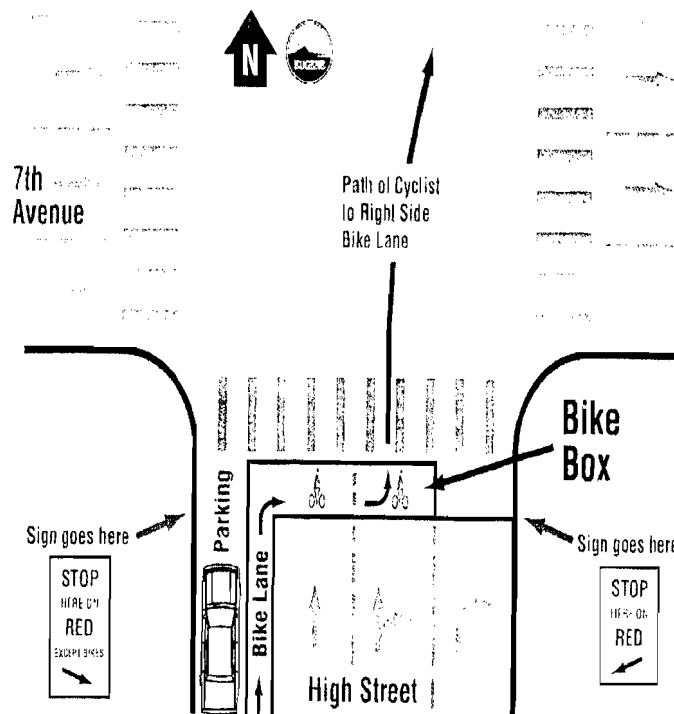 N
EUGENE
7th
Avenue
Path of Cyclist
to Right Side
Bike Lane
Bike
Box
Parking
Bike Lane
Sign goes here
STOP
HERE ON
RED
EXCEPT BIKES
Sign goes here
STOP
HERE ON
RED
High Street